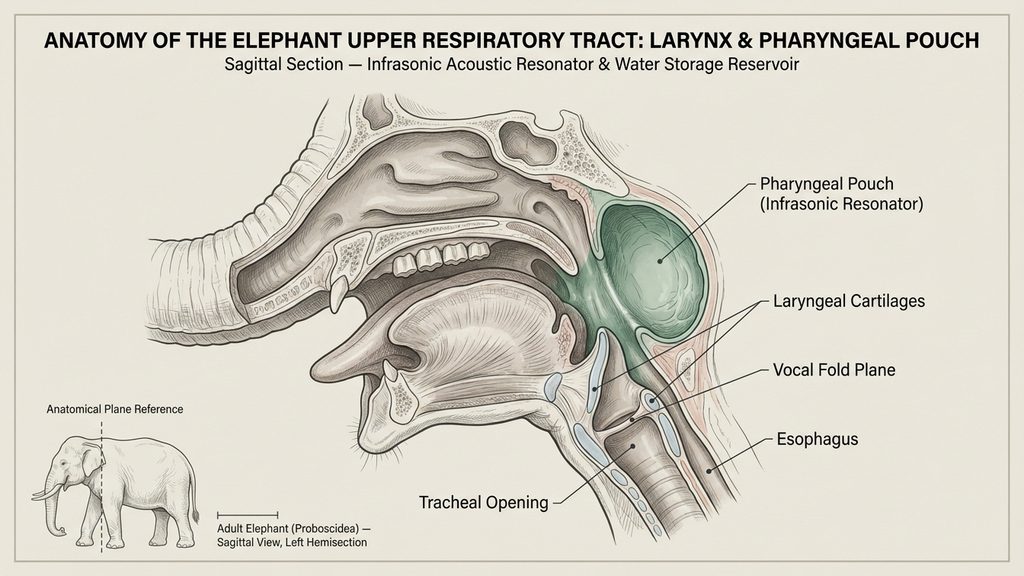 ANATOMY OF THE ELEPHANT UPPER RESPIRATORY TRACT: LARYNX & PHARYNGEAL POUCH
Sagittal Section — Infrasonic Acoustic Resonator & Water Storage Reservoir
Pharyngeal Pouch
(Infrasonic Resonator)
Laryngeal Cartilages
Vocal Fold Plane
Esophagus
Tracheal Opening
Anatomical Plane Reference
Adult Elephant (Proboscidea) —
Sagittal View, Left Hemisection